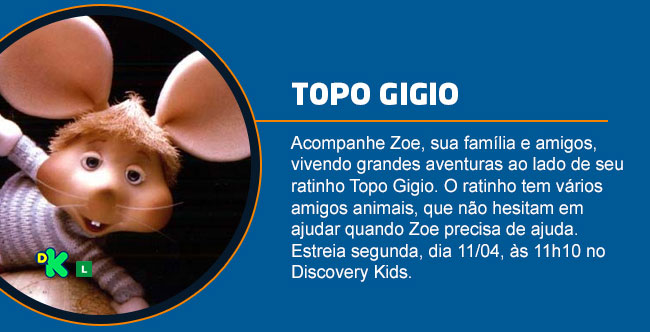 TOPO GIGIO
Acompanhe Zoe, sua família e amigos,
vivendo grandes aventuras ao lado de seu
ratinho Topo Gigio. O ratinho tem vários
amigos animais, que não hesitam em
ajudar quando Zoe precisa de ajuda.
Estreia segunda, dia 11/04, às 11h10 no
Discovery Kids.
DK L